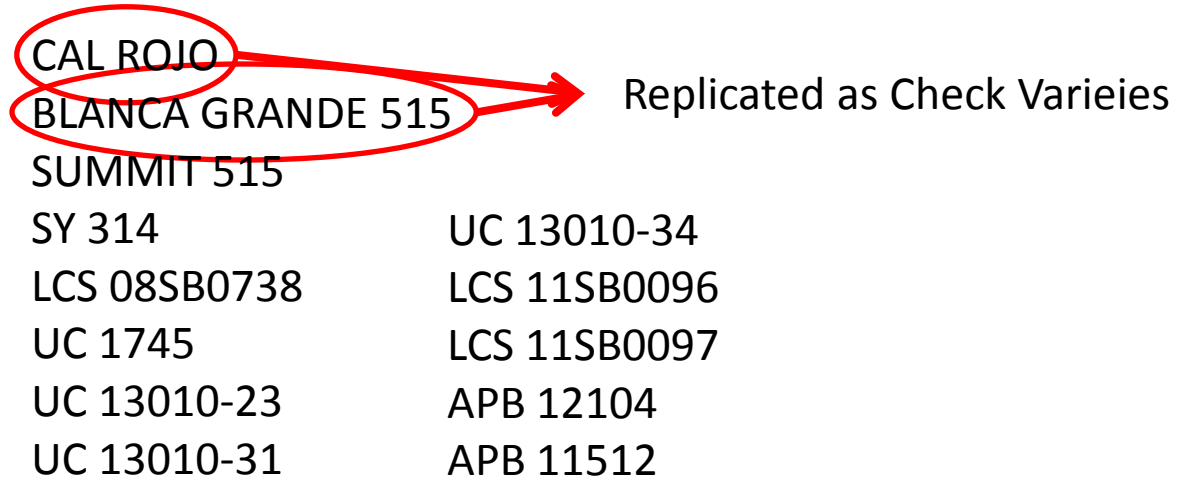 CAL ROJO
BLANCA GRANDE 515
SUMMIT 515
SY 314
LCS 08SB0738
UC 1745
UC 13010-23
UC 13010-31
UC 13010-34
LCS 11SB0096
LCS 11SB0097
APB 12104
APB 11512
Replicated as Check Varieies